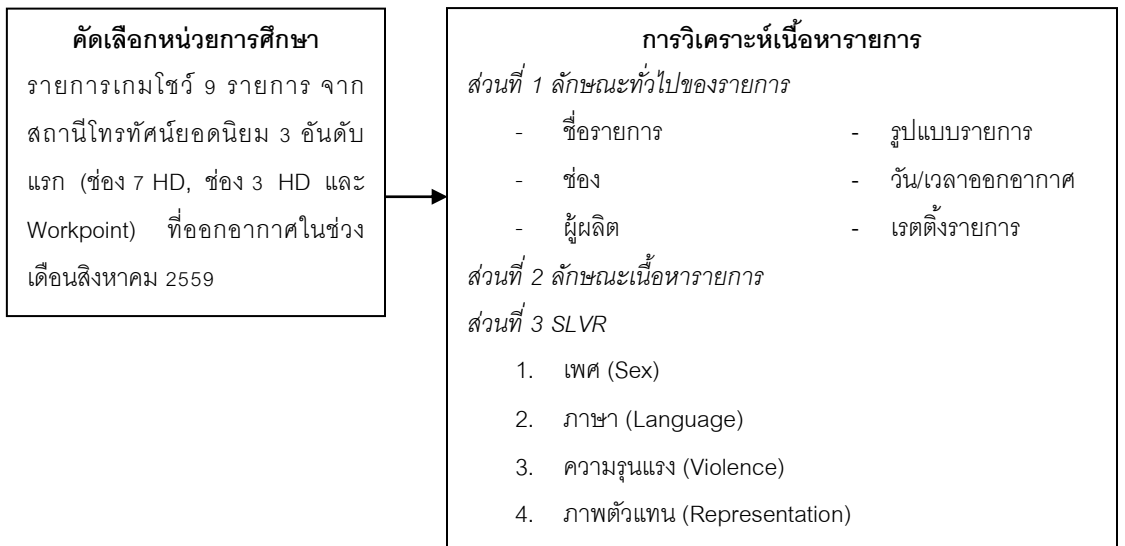 คัดเลือกหน่วยการศึกษา
รายการเกมโชว์ 9 รายการ จาก
สถานีโทรทัศน์ยอดนิยม 3 อันดับ
แรก (ช่อง 7 HD, ช่อง 3 HD และ
Workpoint) ที่ออกอากาศในช่วง
เดือนสิงหาคม 2559
การวิเคราะห์เนื้อหารายการ
ส่วนที่ 1 ลักษณะทั่วไปของรายการ
- ชื่อรายการ - รูปแบบรายการ
- ช่อง - วัน/เวลาออกอากาศ
- ผู้ผลิต - เรตติ้งรายการ
ส่วนที่ 2 ลักษณะเนื้อหารายการ
ส่วนที่ 3 SLVR
1. เพศ (Sex)
2. ภาษา (Language)
3. ความรุนแรง (Violence)
4. ภาพตัวแทน (Representation)